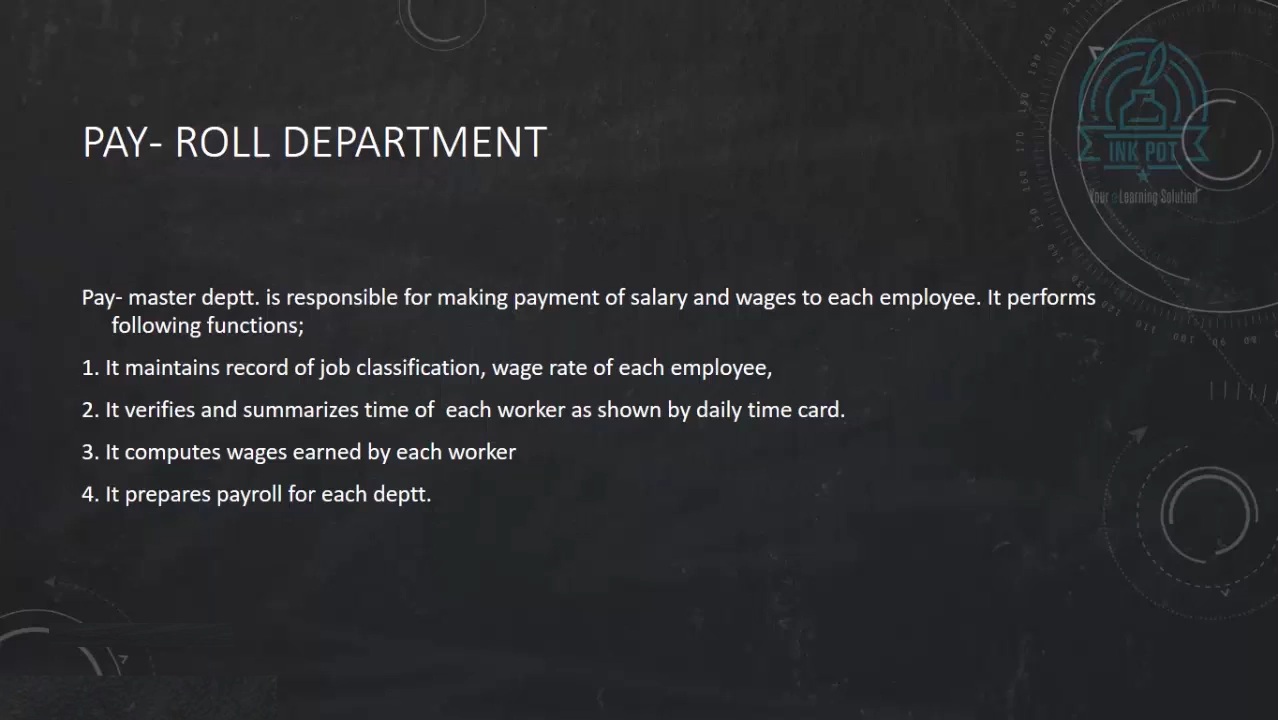 PAY- ROLL DEPARTMENT
INK POT
Your e-Learning Solution
Pay- master deptt. is responsible for making payment of salary and wages to each employee. It performs
following functions;
1. It maintains record of job classification, wage rate of each employee,
2. It verifies and summarizes time of  each worker as shown by daily time card.
3. It computes wages earned by each worker
4. It prepares payroll for each deptt.